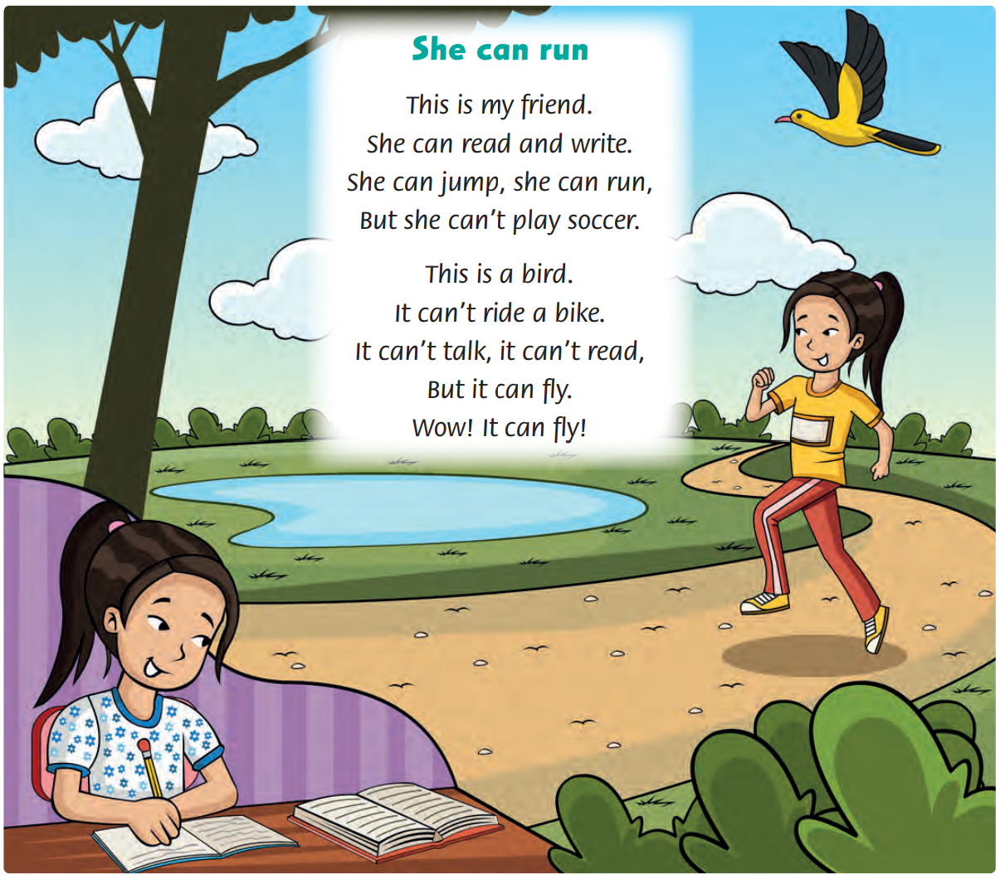 She can run
This is my friend.
She can read and write.
She can jump, she can run,
But she can't play soccer.
This is a bird.
It can't ride a bike.
It can't talk, it can't read,
But it can fly.
Wow! It can fly!